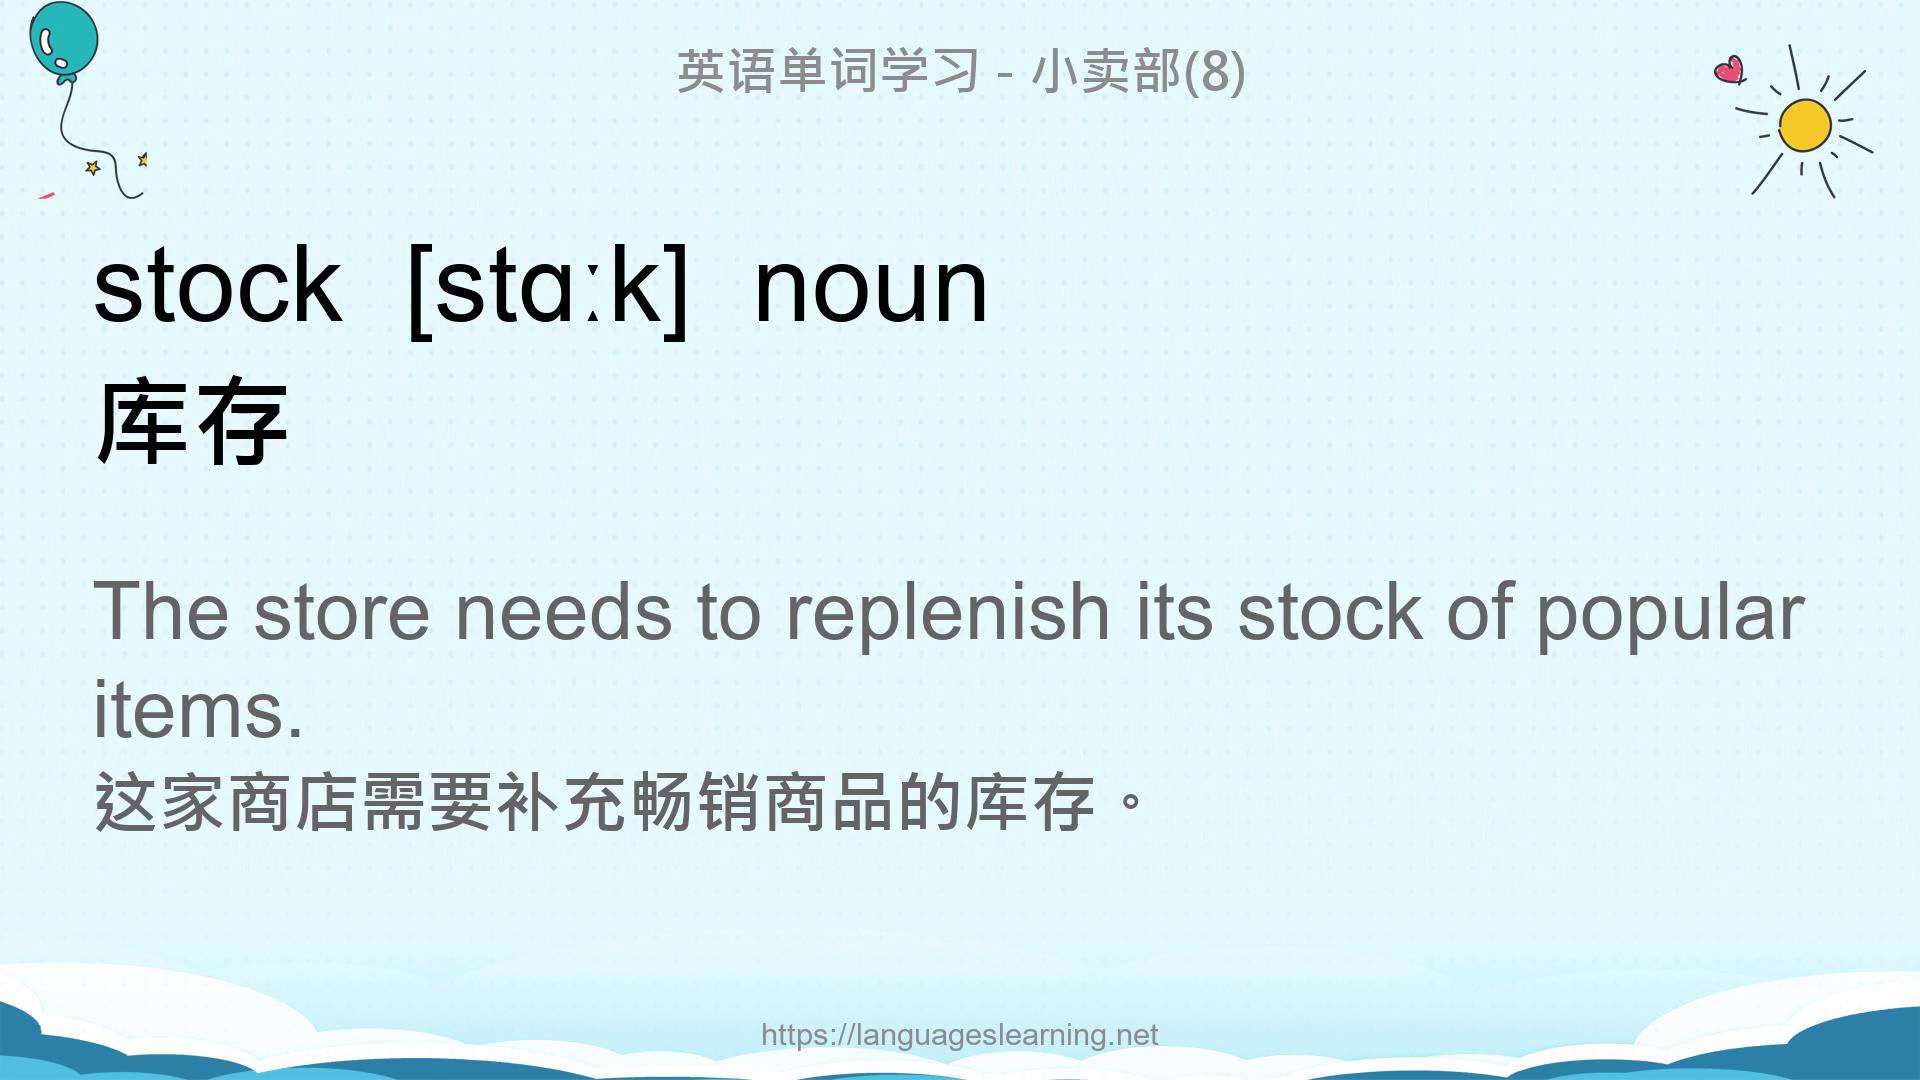 英语单词学习 - 小卖部(8)
stock [stɑːk] noun
库存
The store needs to replenish its stock of popular
items.
这家商店需要补充畅销商品的库存。
https://languageslearning.net